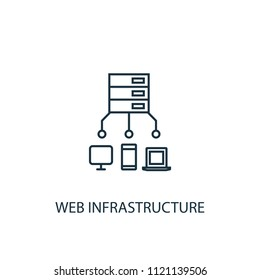 WEB INFRASTRUCTURE
shutterstock.com · 1121139506